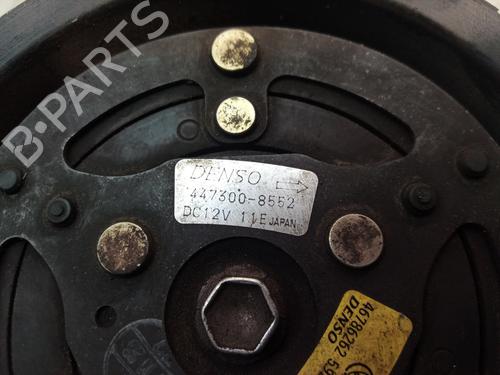 B-PARTS
DENSO
447300-8552
DC12V 11E JAPAN
46786262
DENSO